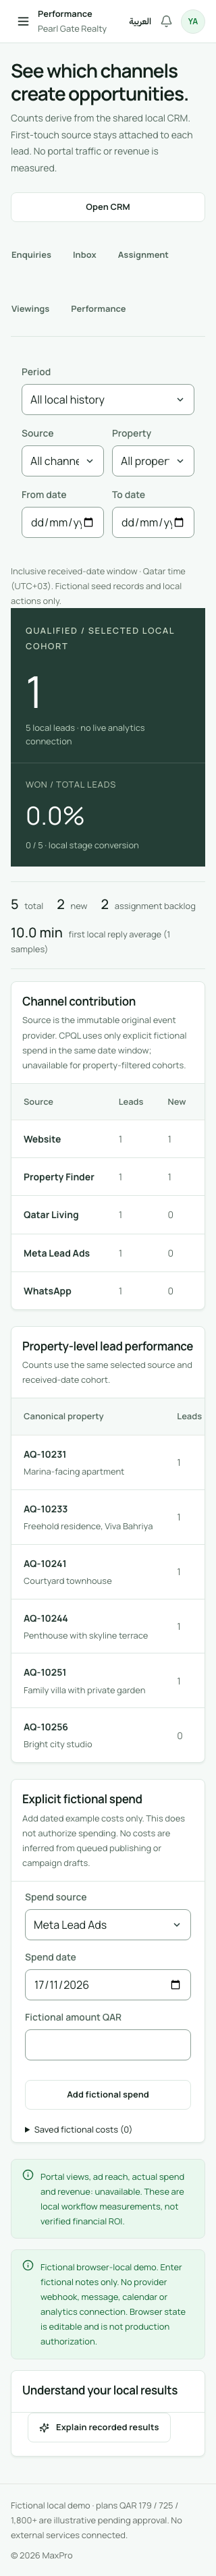 Performance
Pearl Gate Realty
العربية
YA
See which channels
create opportunities.
Counts derive from the shared local CRM.
First-touch source stays attached to each
lead. No portal traffic or revenue is
measured.
Open CRM
Enquiries Inbox Assignment
Viewings Performance
Period
All local history
Source Property
All channe All proper
From date To date
dd/mm/yy dd/mm/yy
Inclusive received-date window · Qatar time
(UTC+03). Fictional seed records and local
actions only.
QUALIFIED / SELECTED LOCAL
COHORT
1
5 local leads · no live analytics
connection
WON / TOTAL LEADS
0.0%
0 / 5 · local stage conversion
5 total 2 new 2 assignment backlog
10.0 min first local reply average (1
samples)
Channel contribution
Source is the immutable original event
provider. CPQL uses only explicit fictional
spend in the same date window;
unavailable for property-filtered cohorts.
Source Leads New
Website 1 1
Property Finder 1 1
Qatar Living 1 0
Meta Lead Ads 1 0
WhatsApp 1 0
Property-level lead performance
Counts use the same selected source and
received-date cohort.
Canonical property Leads
AQ-10231
Marina-facing apartment 1
AQ-10233
Freehold residence, Viva Bahriya 1
AQ-10241
Courtyard townhouse 1
AQ-10244
Penthouse with skyline terrace 1
AQ-10251
Family villa with private garden 1
AQ-10256
Bright city studio 0
Explicit fictional spend
Add dated example costs only. This does
not authorize spending. No costs are
inferred from queued publishing or
campaign drafts.
Spend source
Meta Lead Ads
Spend date
17/11/2026
Fictional amount QAR
Add fictional spend
Saved fictional costs (0)
Portal views, ad reach, actual spend
and revenue: unavailable. These are
local workflow measurements, not
verified financial ROI.
Fictional browser-local demo. Enter
fictional notes only. No provider
webhook, message, calendar or
analytics connection. Browser state
is editable and is not production
authorization.
Understand your local results
Explain recorded results
Fictional local demo · plans QAR 179 / 725 /
1,800+ are illustrative pending approval. No
external services connected.
© 2026 MaxPro